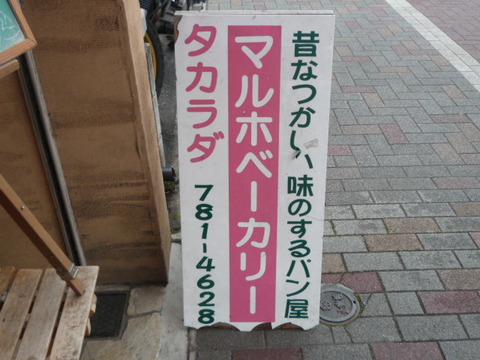 昔なつかしい味のするパン屋
マルホベーカリー
タカラダ
781-4628